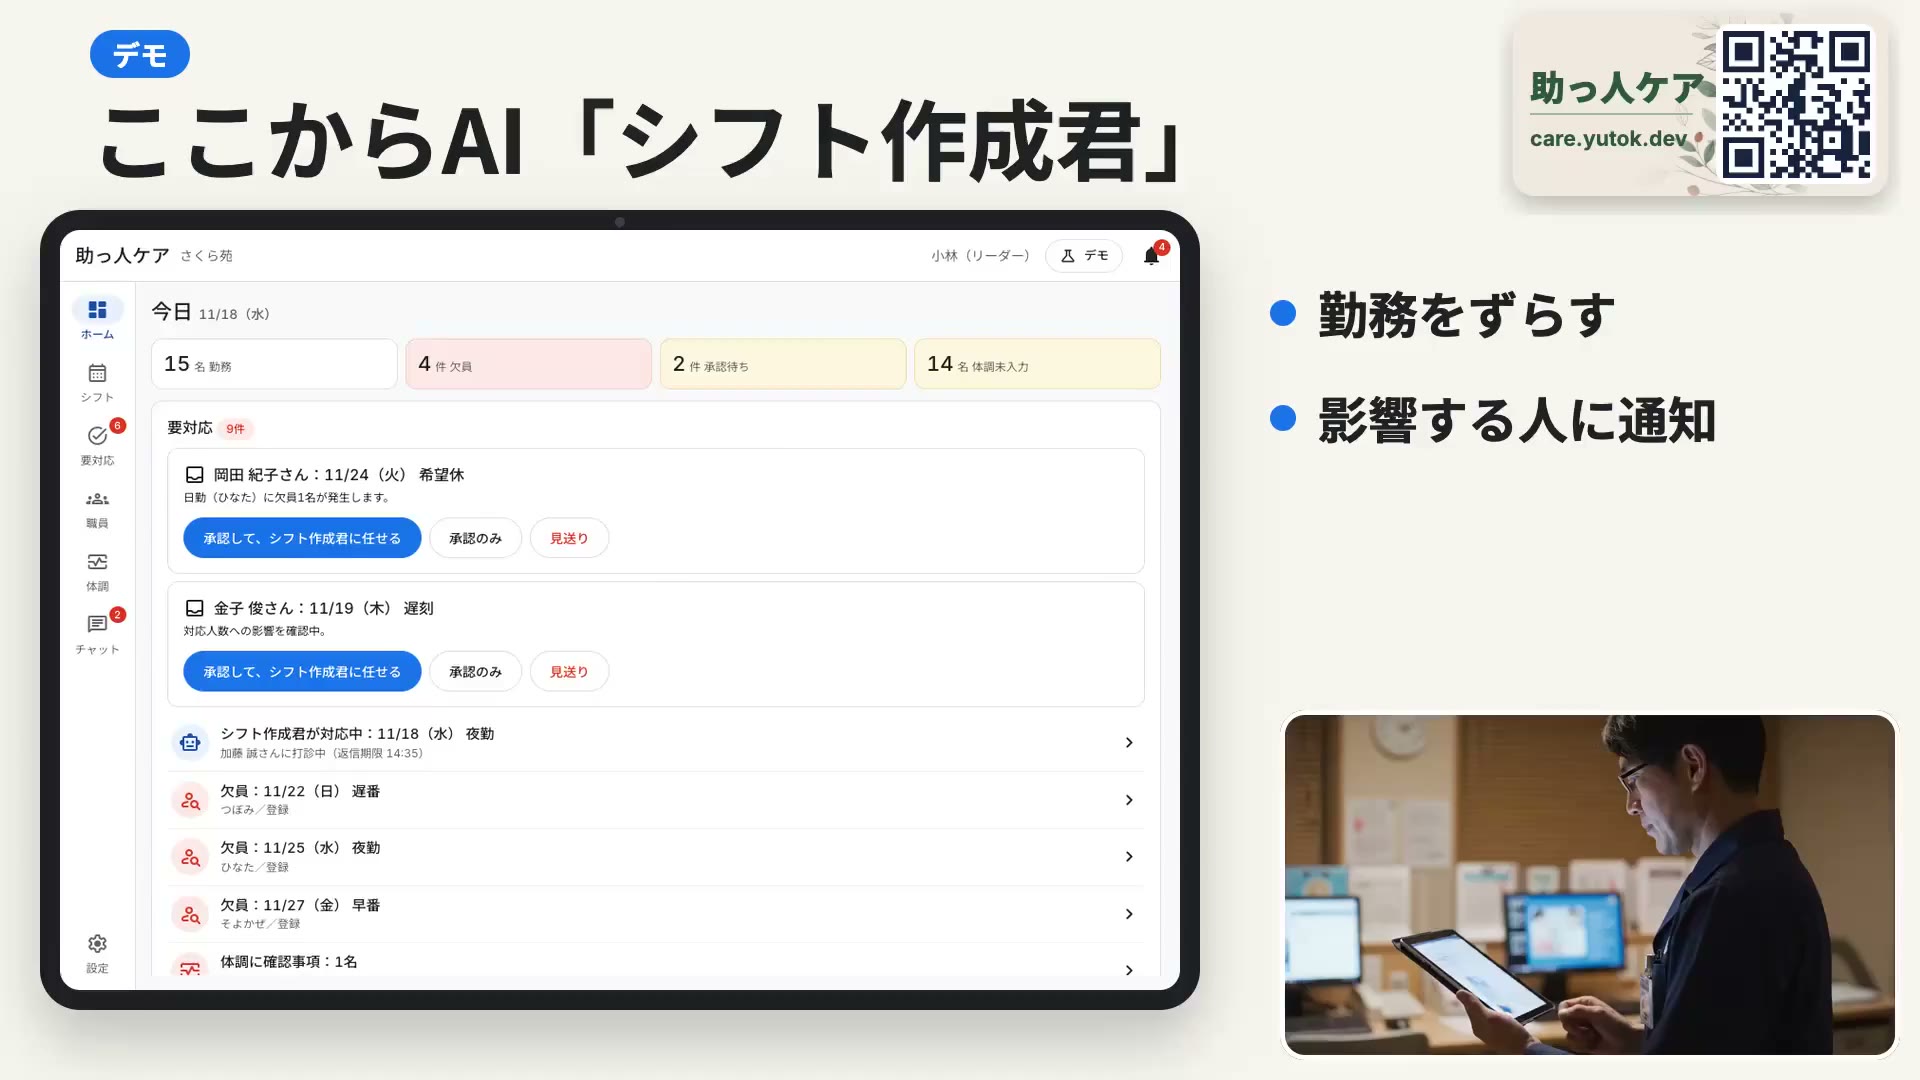 デモ
ここからAI「シフト作成君」
助っ人ケア
care.yutok.dev
助っ人ケア さくら苑
小林（リーダー） デモ 4
ホーム
シフト
6
要対応
職員
体調
2
チャット
設定
今日 11/18（水）
15 名 勤務
4 件 欠員
2 件 承認待ち
14 名 体調未入力
要対応 9件
岡田 紀子さん：11/24（火） 希望休
日勤（ひなた）に欠員1名が発生します。
承認して、シフト作成君に任せる 承認のみ 見送り
金子 俊さん：11/19（木） 遅刻
対応人数への影響を確認中。
承認して、シフト作成君に任せる 承認のみ 見送り
シフト作成君が対応中：11/18（水） 夜勤
加藤 誠さんに打診中（返信期限 14:35）
欠員：11/22（日） 遅番
つぼみ／登録
欠員：11/25（水） 夜勤
ひなた／登録
欠員：11/27（金） 早番
そよかぜ／登録
体調に確認事項：1名
勤務をずらす
影響する人に通知